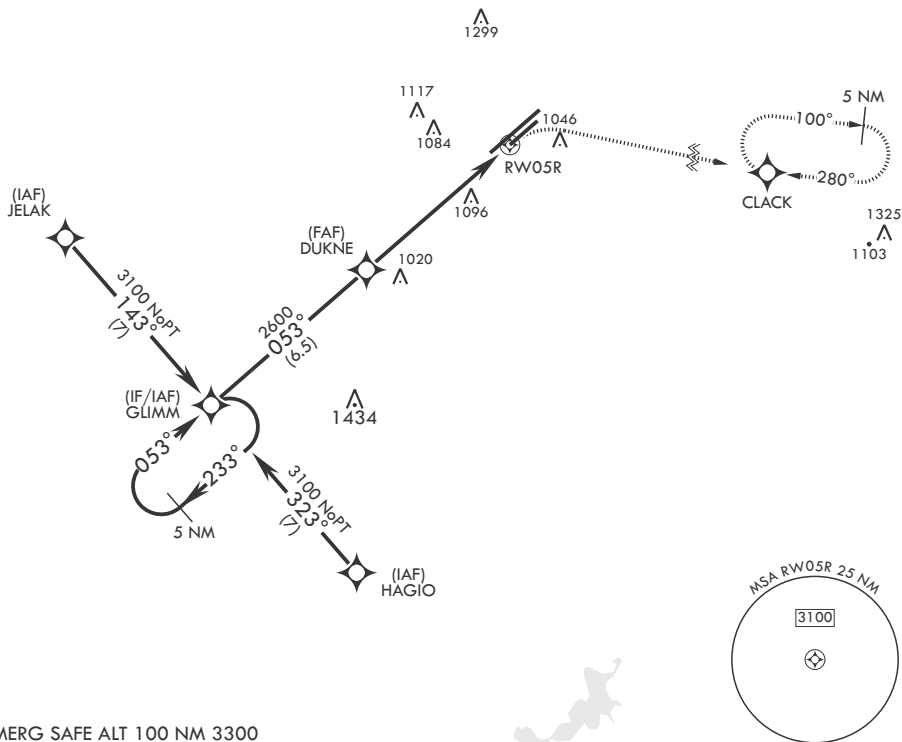 1299
1117
1084
1046
RW05R
5 NM
100°
280°
CLACK
1096
1325
1103
(IAF)
JELAK
(FAF)
DUKNE
1020
3100 NoPT
143°
(7)
2600
053°
(6.5)
(IF/IAF)
GLIMM
1434
053°
233°
5 NM
3100 NoPT
323°
(7)
(IAF)
HAGIO
MSA RW05R 25 NM
3100
MERG SAFE ALT 100 NM 3300